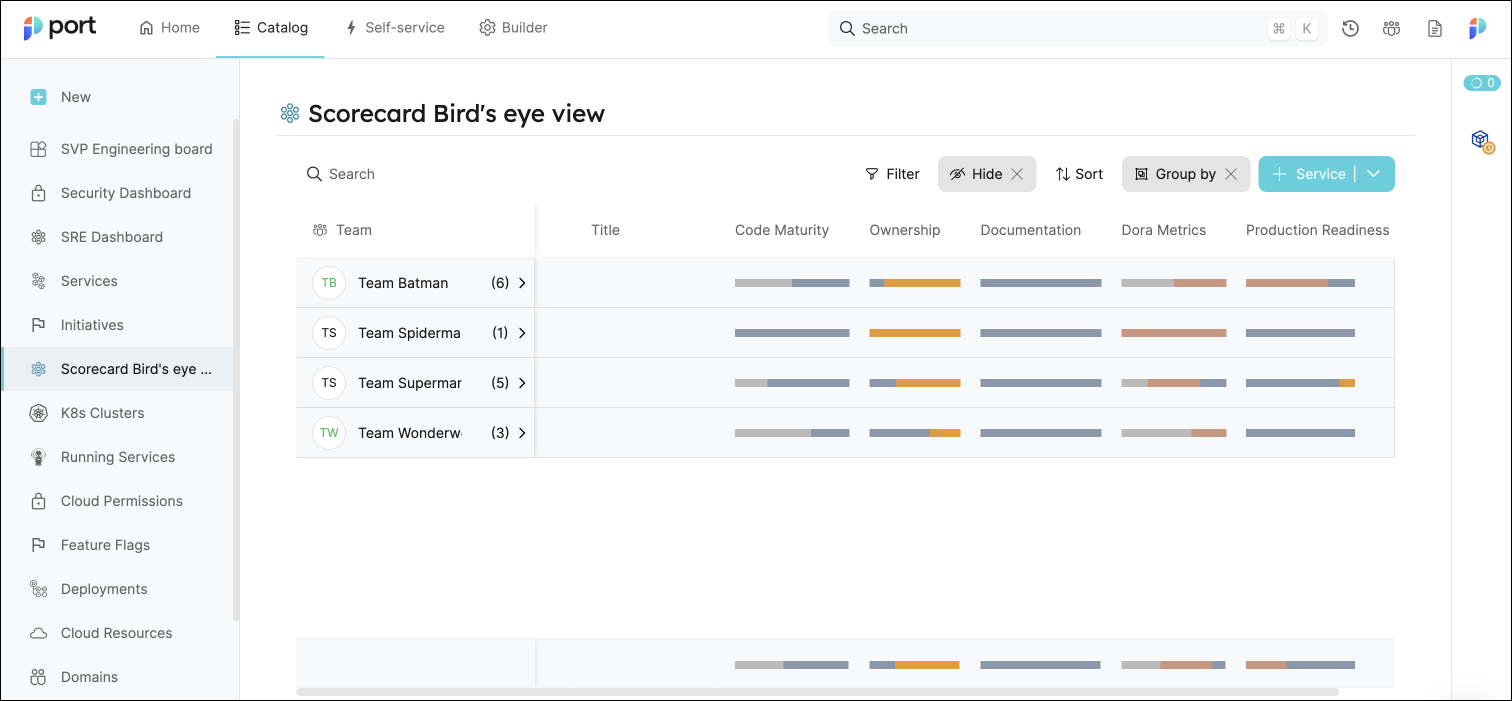 port
Home
Catalog
Self-service
Builder
Search
⌘ K
New
SVP Engineering board
Security Dashboard
SRE Dashboard
Services
Initiatives
Scorecard Bird's eye ...
K8s Clusters
Running Services
Cloud Permissions
Feature Flags
Deployments
Cloud Resources
Domains
Scorecard Bird's eye view
Search
Filter
Hide
Sort
Group by
Service
Team Title Code Maturity Ownership Documentation Dora Metrics Production Readiness
TB Team Batman (6)
TS Team Spiderma (1)
TS Team Superman (5)
TW Team Wonderw (3)
0